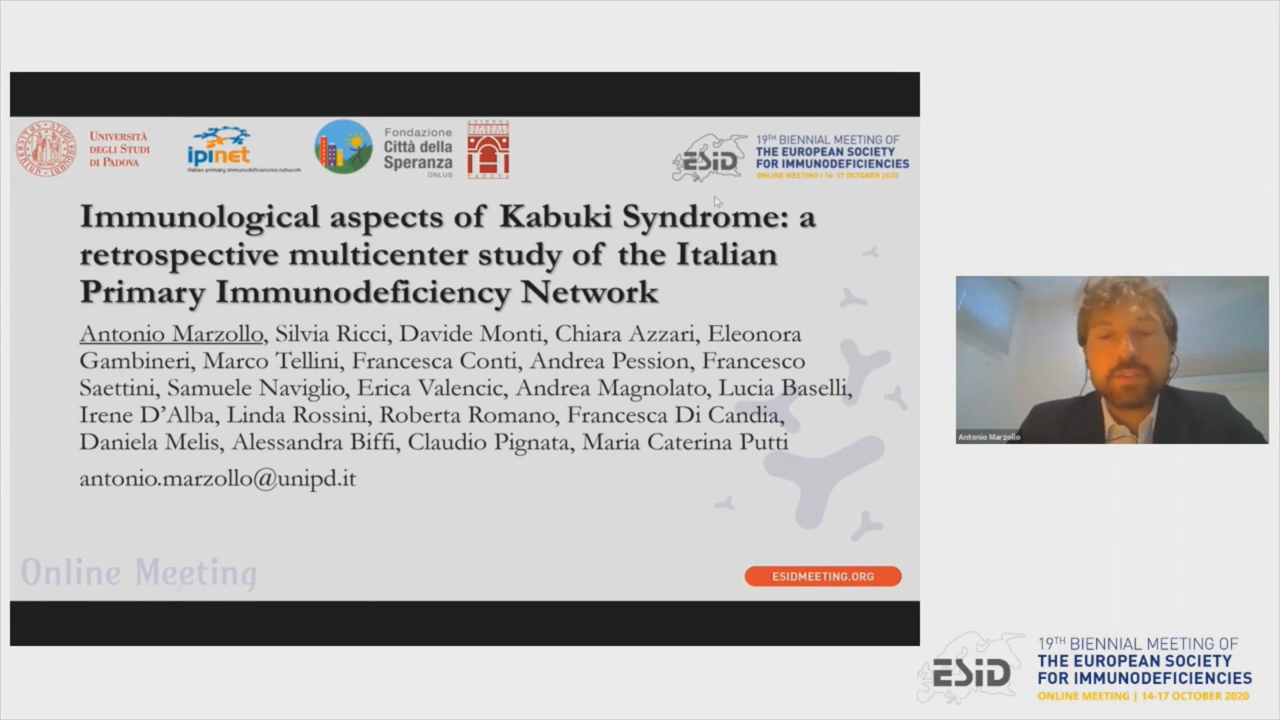 UNIVERSITÀ
DEGLI STUDI
DI PADOVA
ipinet
italian primary immunodeficiencies network
Fondazione
Città della
Speranza
ONLUS
ESiD
19TH BIENNIAL MEETING OF
THE EUROPEAN SOCIETY
FOR IMMUNODEFICIENCIES
ONLINE MEETING | 14-17 OCTOBER 2020
Immunological aspects of Kabuki Syndrome: a
retrospective multicenter study of the Italian
Primary Immunodeficiency Network
Antonio Marzollo, Silvia Ricci, Davide Monti, Chiara Azzari, Eleonora
Gambineri, Marco Tellini, Francesca Conti, Andrea Pession, Francesco
Saettini, Samuele Naviglio, Erica Valencic, Andrea Magnolato, Lucia Baselli,
Irene D'Alba, Linda Rossini, Roberta Romano, Francesca Di Candia,
Daniela Melis, Alessandra Biffi, Claudio Pignata, Maria Caterina Putti
antonio.marzollo@unipd.it
Online Meeting
ESIDMEETING.ORG
Antonio Marzollo
ESiD
19TH BIENNIAL MEETING OF
THE EUROPEAN SOCIETY
FOR IMMUNODEFICIENCIES
ONLINE MEETING | 14-17 OCTOBER 2020